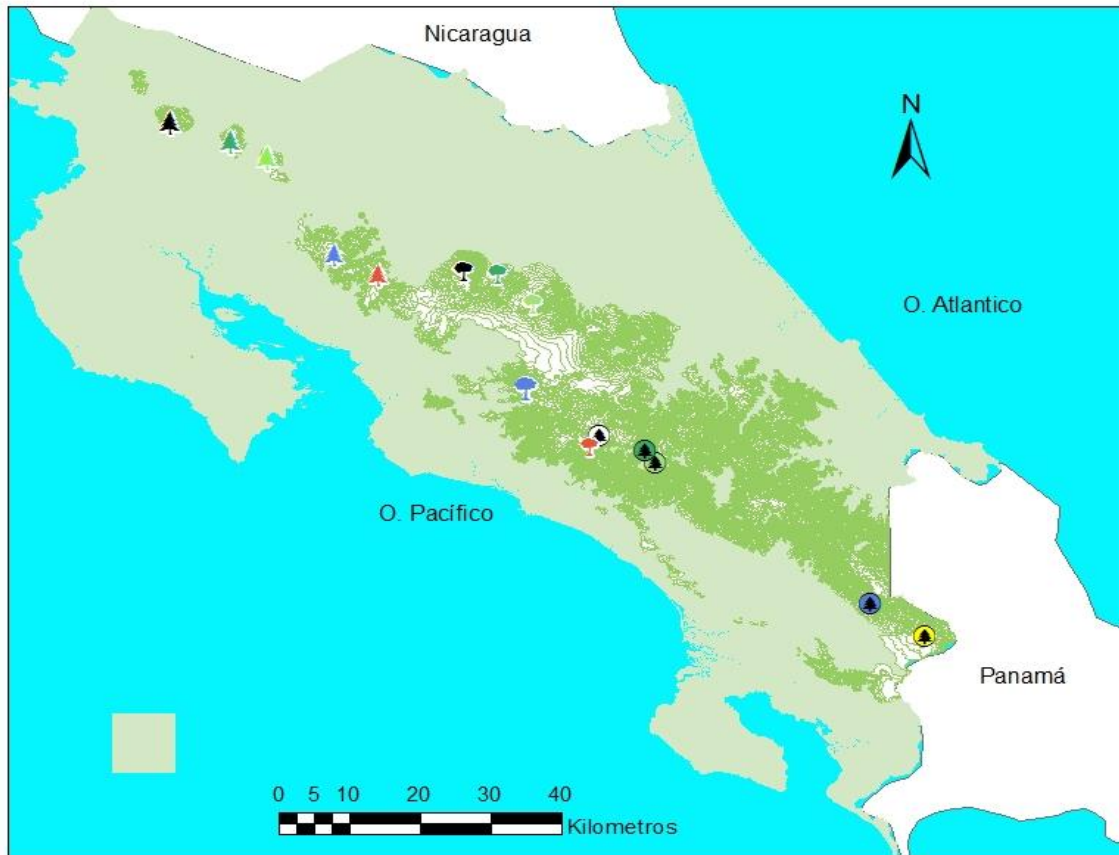 Nicaragua
N
O. Atlantico
O. Pacífico
Panamá
0 5 10 20 30 40
Kilometros